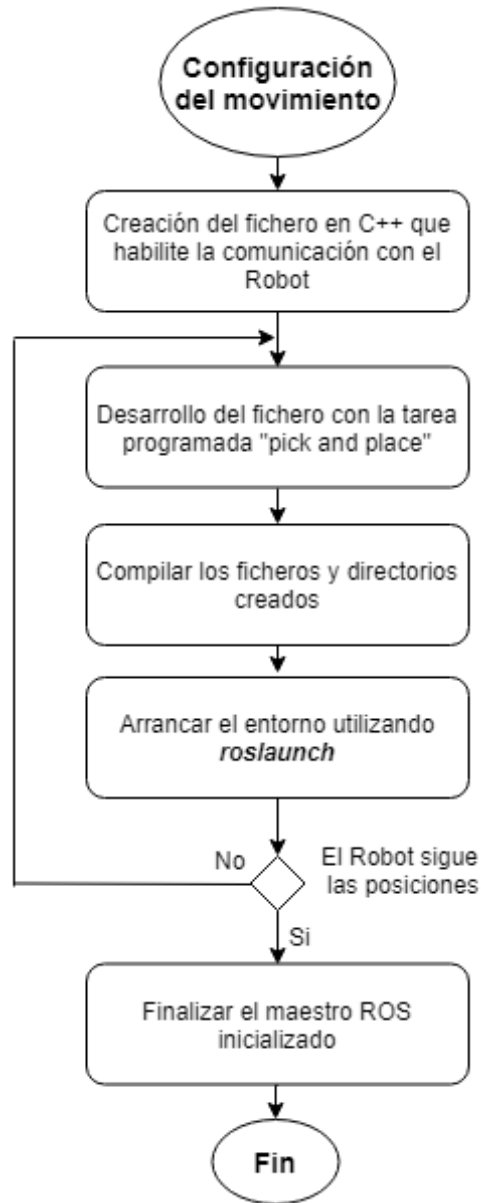 Configuración
del movimiento
Creación del fichero en C++ que
habilite la comunicación con el
Robot
Desarrollo del fichero con la tarea
programada "pick and place"
Compilar los ficheros y directorios
creados
Arrancar el entorno utilizando
roslaunch
No
El Robot sigue
las posiciones
Si
Finalizar el maestro ROS
inicializado
Fin